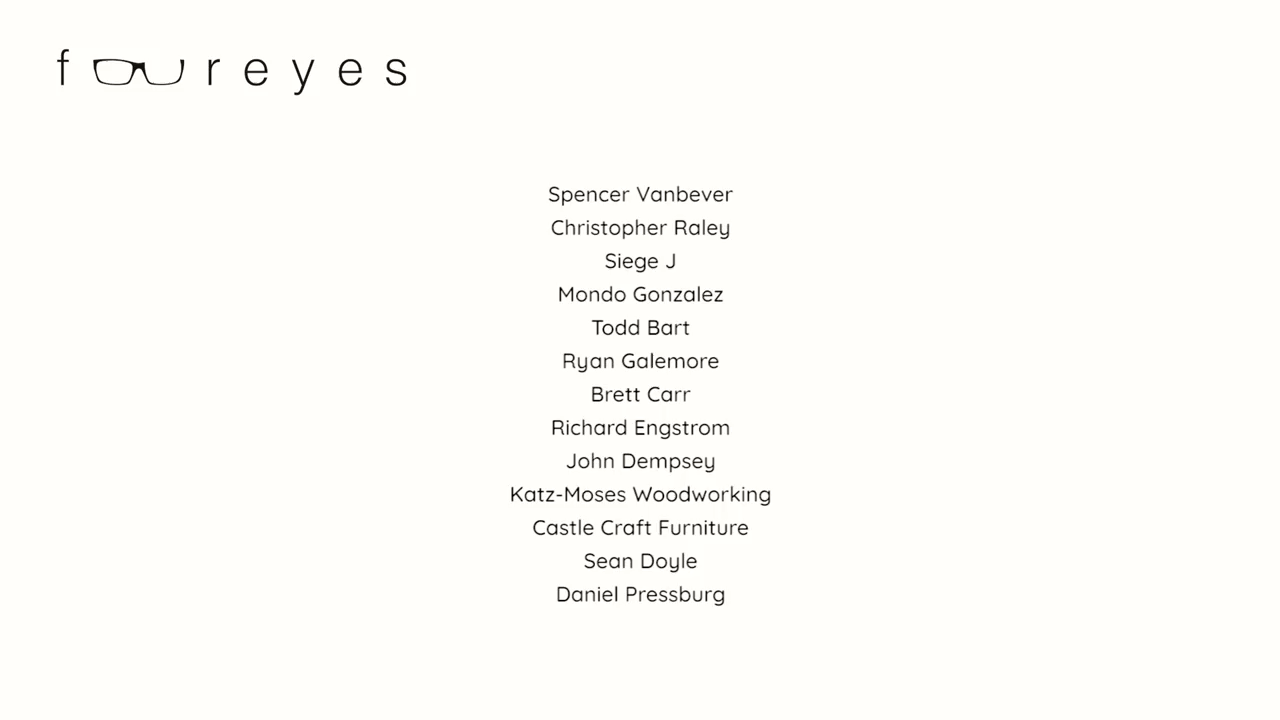 foureyes
Spencer Vanbever
Christopher Raley
Siege J
Mondo Gonzalez
Todd Bart
Ryan Galemore
Brett Carr
Richard Engstrom
John Dempsey
Katz-Moses Woodworking
Castle Craft Furniture
Sean Doyle
Daniel Pressburg